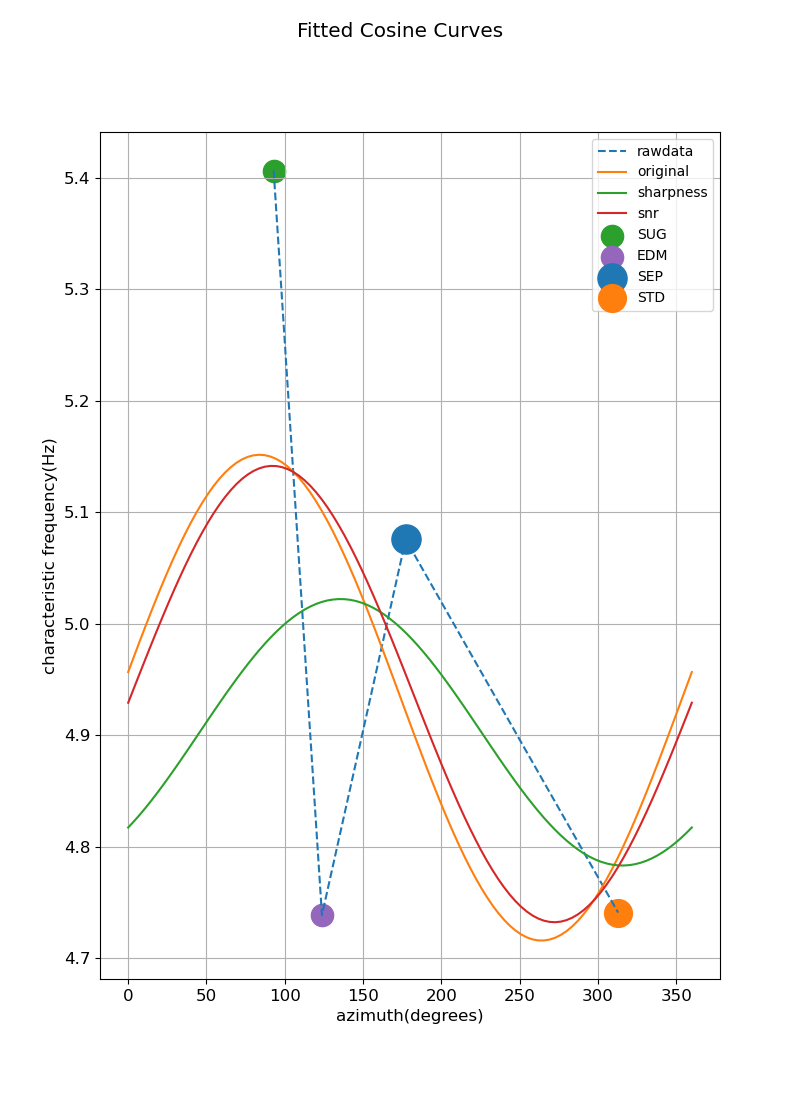 Fitted Cosine Curves
rawdata
original
sharpness
snr
SUG
EDM
SEP
STD
characteristic frequency(Hz)
5.4
5.3
5.2
5.1
5.0
4.9
4.8
4.7
0 50 100 150 200 250 300 350
azimuth(degrees)